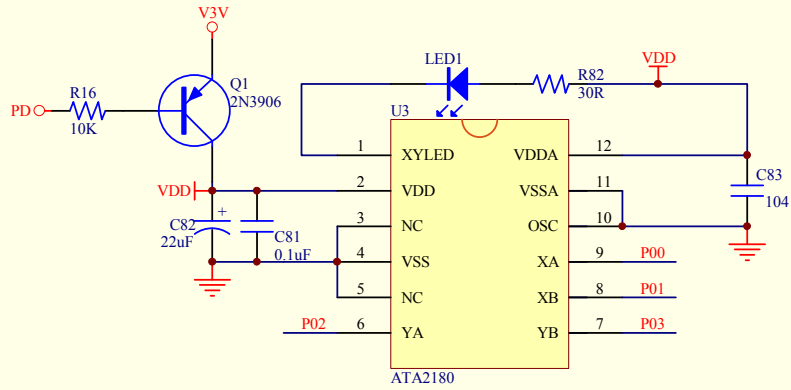 V3V
LED1
VDD
R16
Q1
R82
PD
2N3906
30R
10K
U3
1
XYLED
VDDA
12
C83
VDD
2
VDD
VSSA
11
104
C82
+
3
NC
OSC
10
22uF
C81
0.1uF
4
VSS
XA
9
P00
5
NC
XB
8
P01
P02
6
YA
YB
7
P03
ATA2180